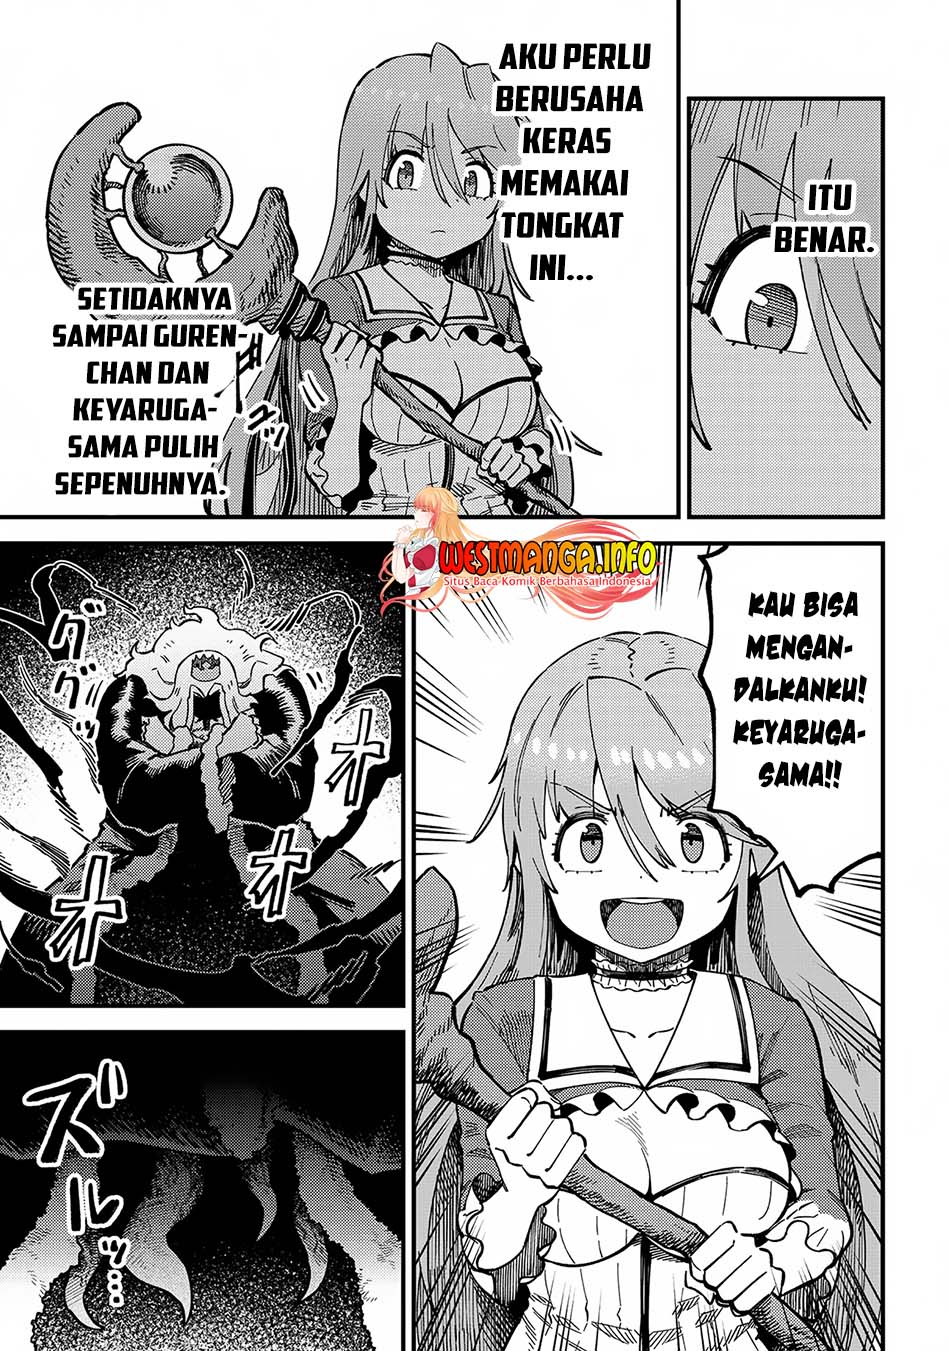 ITU
BENAR.
AKU PERLU
BERUSAHA
KERAS
MEMAKAI
TONGKAT
INI...
SETIDAKNYA
SAMPAI GUREN-
CHAN DAN
KEYARUGA-
SAMA PULIH
SEPENUHNYA.
WESTMANGA.INFO
Situs Baca Komik Berbahasa Indonesia
KAU BISA
MENGAN-
DALKANKU!
KEYARUGA-
SAMA!!
グググ
オオオ
ズルッ…